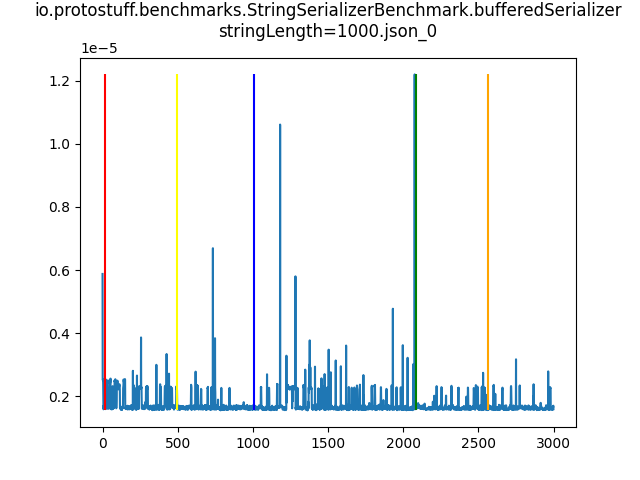 io.protostuff.benchmarks.StringSerializerBenchmark.bufferedSerializer
stringLength=1000.json_0
1e−5
1.2
1.0
0.8
0.6
0.4
0.2
0 500 1000 1500 2000 2500 3000